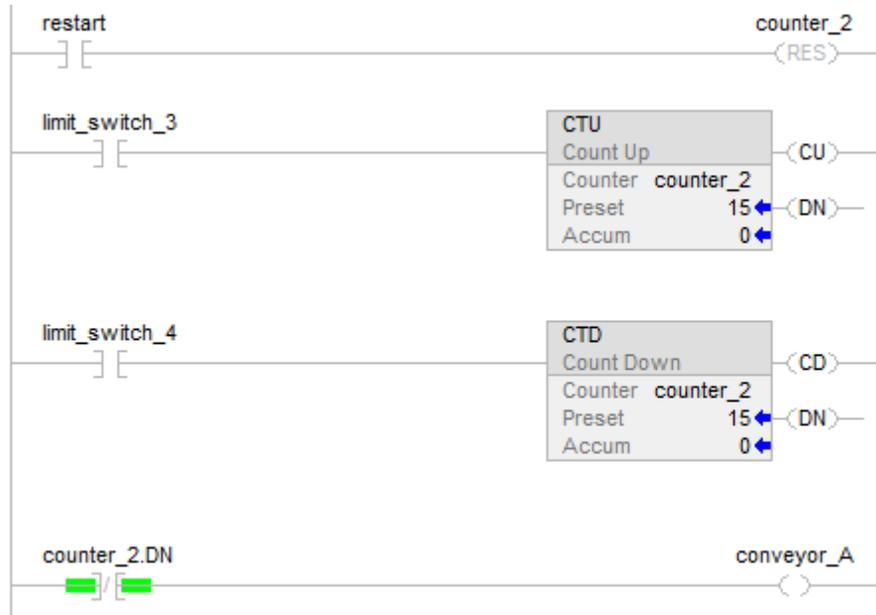 restart counter_2
(RES)
limit_switch_3 CTU
Count Up (CU)
Counter counter_2
Preset 15 (DN)
Accum 0
limit_switch_4 CTD
Count Down (CD)
Counter counter_2
Preset 15 (DN)
Accum 0
counter_2.DN conveyor_A